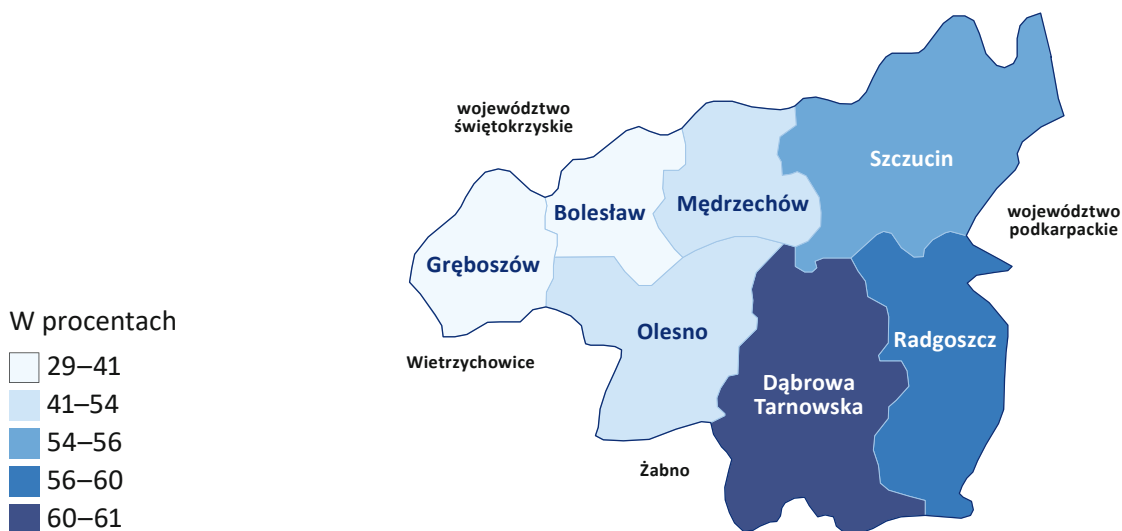 województwo
świętokrzyskie
Szczucin
Bolesław
Mędrzechów
województwo
podkarpackie
Gręboszów
W procentach
Olesno
Radgoszcz
Wietrzychowice
29–41
Dąbrowa
Tarnowska
41–54
54–56
Żabno
56–60
60–61